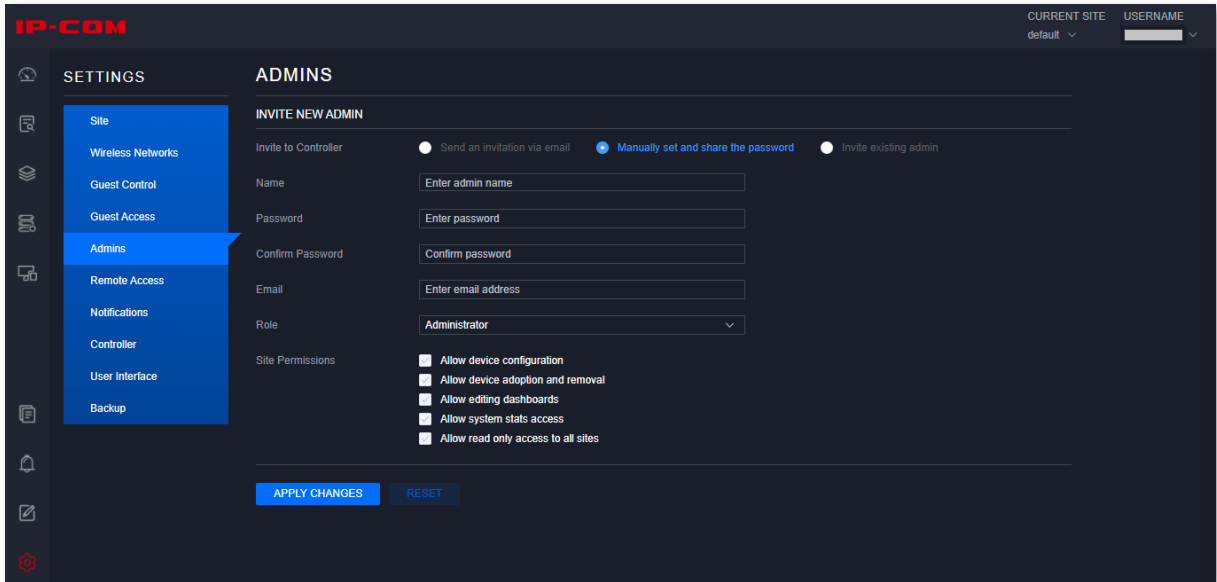 IP-COM
CURRENT SITE USERNAME
default
SETTINGS
Site
Wireless Networks
Guest Control
Guest Access
Admins
Remote Access
Notifications
Controller
User Interface
Backup
ADMINS
INVITE NEW ADMIN
Invite to Controller Send an invitation via email Manually set and share the password Invite existing admin
Name Enter admin name
Password Enter password
Confirm Password Confirm password
Email Enter email address
Role Administrator
Site Permissions Allow device configuration
Allow device adoption and removal
Allow editing dashboards
Allow system stats access
Allow read only access to all sites
APPLY CHANGES RESET